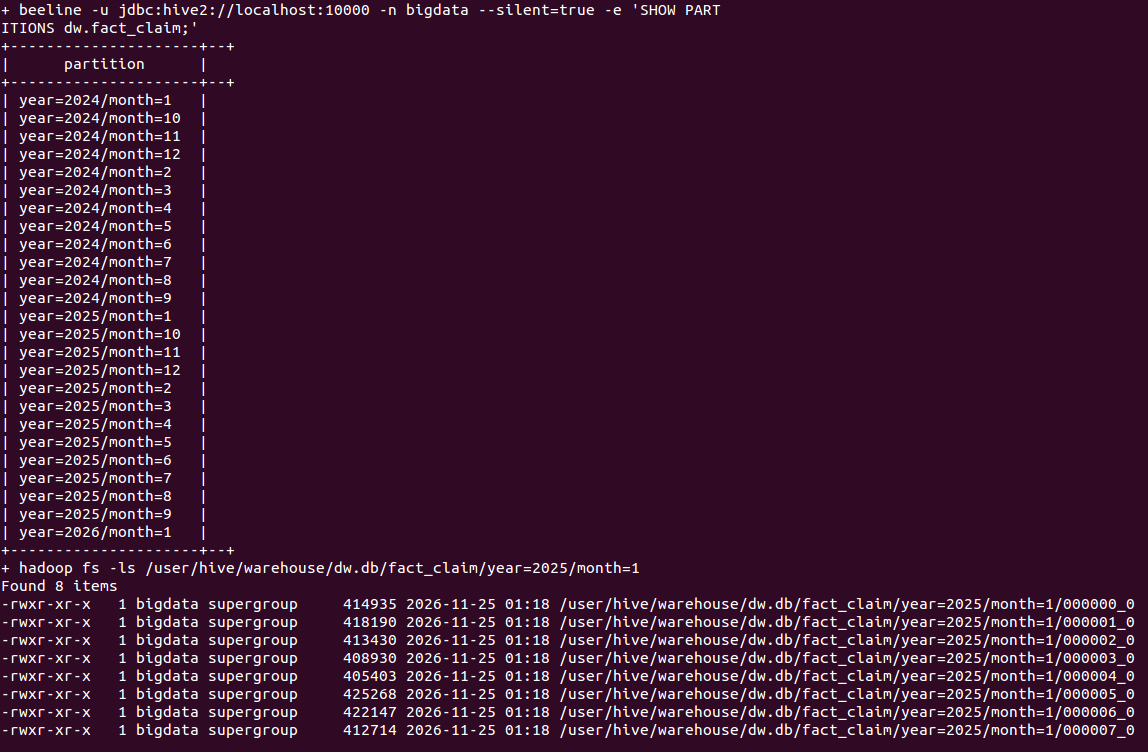 + beeline -u jdbc:hive2://localhost:10000 -n bigdata --silent=true -e 'SHOW PART
ITIONS dw.fact_claim;'
+---------------------+--+
|      partition      |
+---------------------+--+
| year=2024/month=1   |
| year=2024/month=10  |
| year=2024/month=11  |
| year=2024/month=12  |
| year=2024/month=2   |
| year=2024/month=3   |
| year=2024/month=4   |
| year=2024/month=5   |
| year=2024/month=6   |
| year=2024/month=7   |
| year=2024/month=8   |
| year=2024/month=9   |
| year=2025/month=1   |
| year=2025/month=10  |
| year=2025/month=11  |
| year=2025/month=12  |
| year=2025/month=2   |
| year=2025/month=3   |
| year=2025/month=4   |
| year=2025/month=5   |
| year=2025/month=6   |
| year=2025/month=7   |
| year=2025/month=8   |
| year=2025/month=9   |
| year=2026/month=1   |
+---------------------+--+
+ hadoop fs -ls /user/hive/warehouse/dw.db/fact_claim/year=2025/month=1
Found 8 items
-rwxr-xr-x   1 bigdata supergroup     414935 2026-11-25 01:18 /user/hive/warehouse/dw.db/fact_claim/year=2025/month=1/000000_0
-rwxr-xr-x   1 bigdata supergroup     418190 2026-11-25 01:18 /user/hive/warehouse/dw.db/fact_claim/year=2025/month=1/000001_0
-rwxr-xr-x   1 bigdata supergroup     413430 2026-11-25 01:18 /user/hive/warehouse/dw.db/fact_claim/year=2025/month=1/000002_0
-rwxr-xr-x   1 bigdata supergroup     408930 2026-11-25 01:18 /user/hive/warehouse/dw.db/fact_claim/year=2025/month=1/000003_0
-rwxr-xr-x   1 bigdata supergroup     405403 2026-11-25 01:18 /user/hive/warehouse/dw.db/fact_claim/year=2025/month=1/000004_0
-rwxr-xr-x   1 bigdata supergroup     425268 2026-11-25 01:18 /user/hive/warehouse/dw.db/fact_claim/year=2025/month=1/000005_0
-rwxr-xr-x   1 bigdata supergroup     422147 2026-11-25 01:18 /user/hive/warehouse/dw.db/fact_claim/year=2025/month=1/000006_0
-rwxr-xr-x   1 bigdata supergroup     412714 2026-11-25 01:18 /user/hive/warehouse/dw.db/fact_claim/year=2025/month=1/000007_0